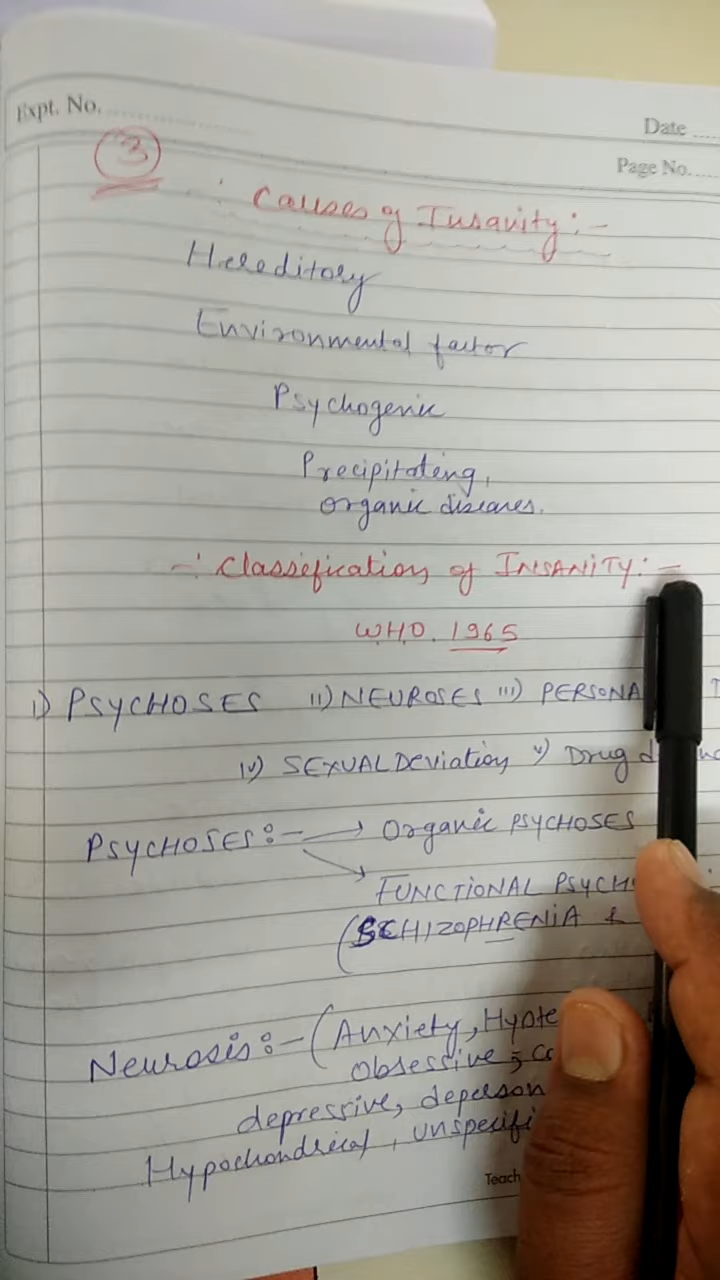 Expt. No.
Date
Page No.
3
∴ Causes of Insavity:-
Hereditory
Environmental factor
Psychogenic
Precipitating,
organic diseases.
∴ Classification of INSANITY:-
W.H.O. 1965
i) PSYCHOSES ii) NEUROSES iii) PERSONA
iv) SEXUAL Deviation v) Drug d
PSYCHOSES:- → Organic PSYCHOSES
→ FUNCTIONAL PSYCH
(SCHIZOPHRENIA &
Neurosis:- (Anxiety, Hyste
Obsessive, Co
depressive, deperson
Hypochondrical, unspecifi
Teach